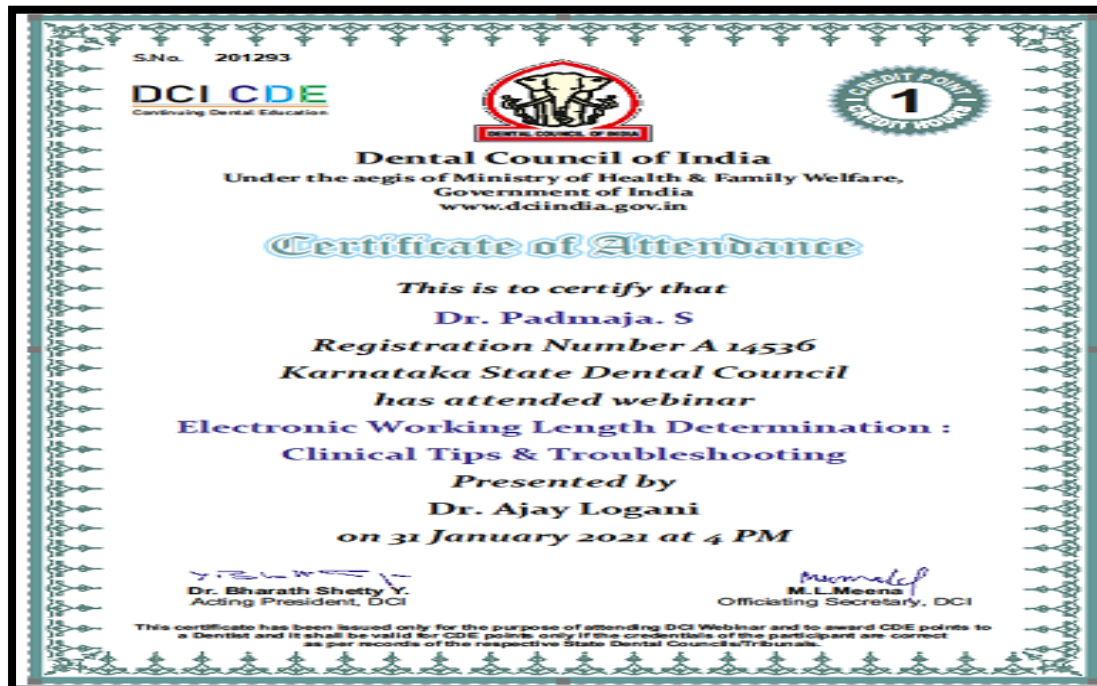 S.No. 201293
DCI CDE
Continuing Dental Education
DENTAL COUNCIL OF INDIA
CREDIT POINT
1
CREDIT HOURS
Dental Council of India
Under the aegis of Ministry of Health & Family Welfare,
Government of India
www.dciindia.gov.in
Certificate of Attendance
This is to certify that
Dr. Padmaja. S
Registration Number A 14536
Karnataka State Dental Council
has attended webinar
Electronic Working Length Determination :
Clinical Tips & Troubleshooting
Presented by
Dr. Ajay Logani
on 31 January 2021 at 4 PM
Dr. Bharath Shetty Y.
Acting President, DCI
M.L.Meena
Officiating Secretary, DCI
This certificate has been issued only for the purpose of attending DCI Webinar and to award CDE points to
a Dentist and it shall be valid for CDE points only if the credentials of the participant are correct
as per records of the respective State Dental Councils/Tribunals.